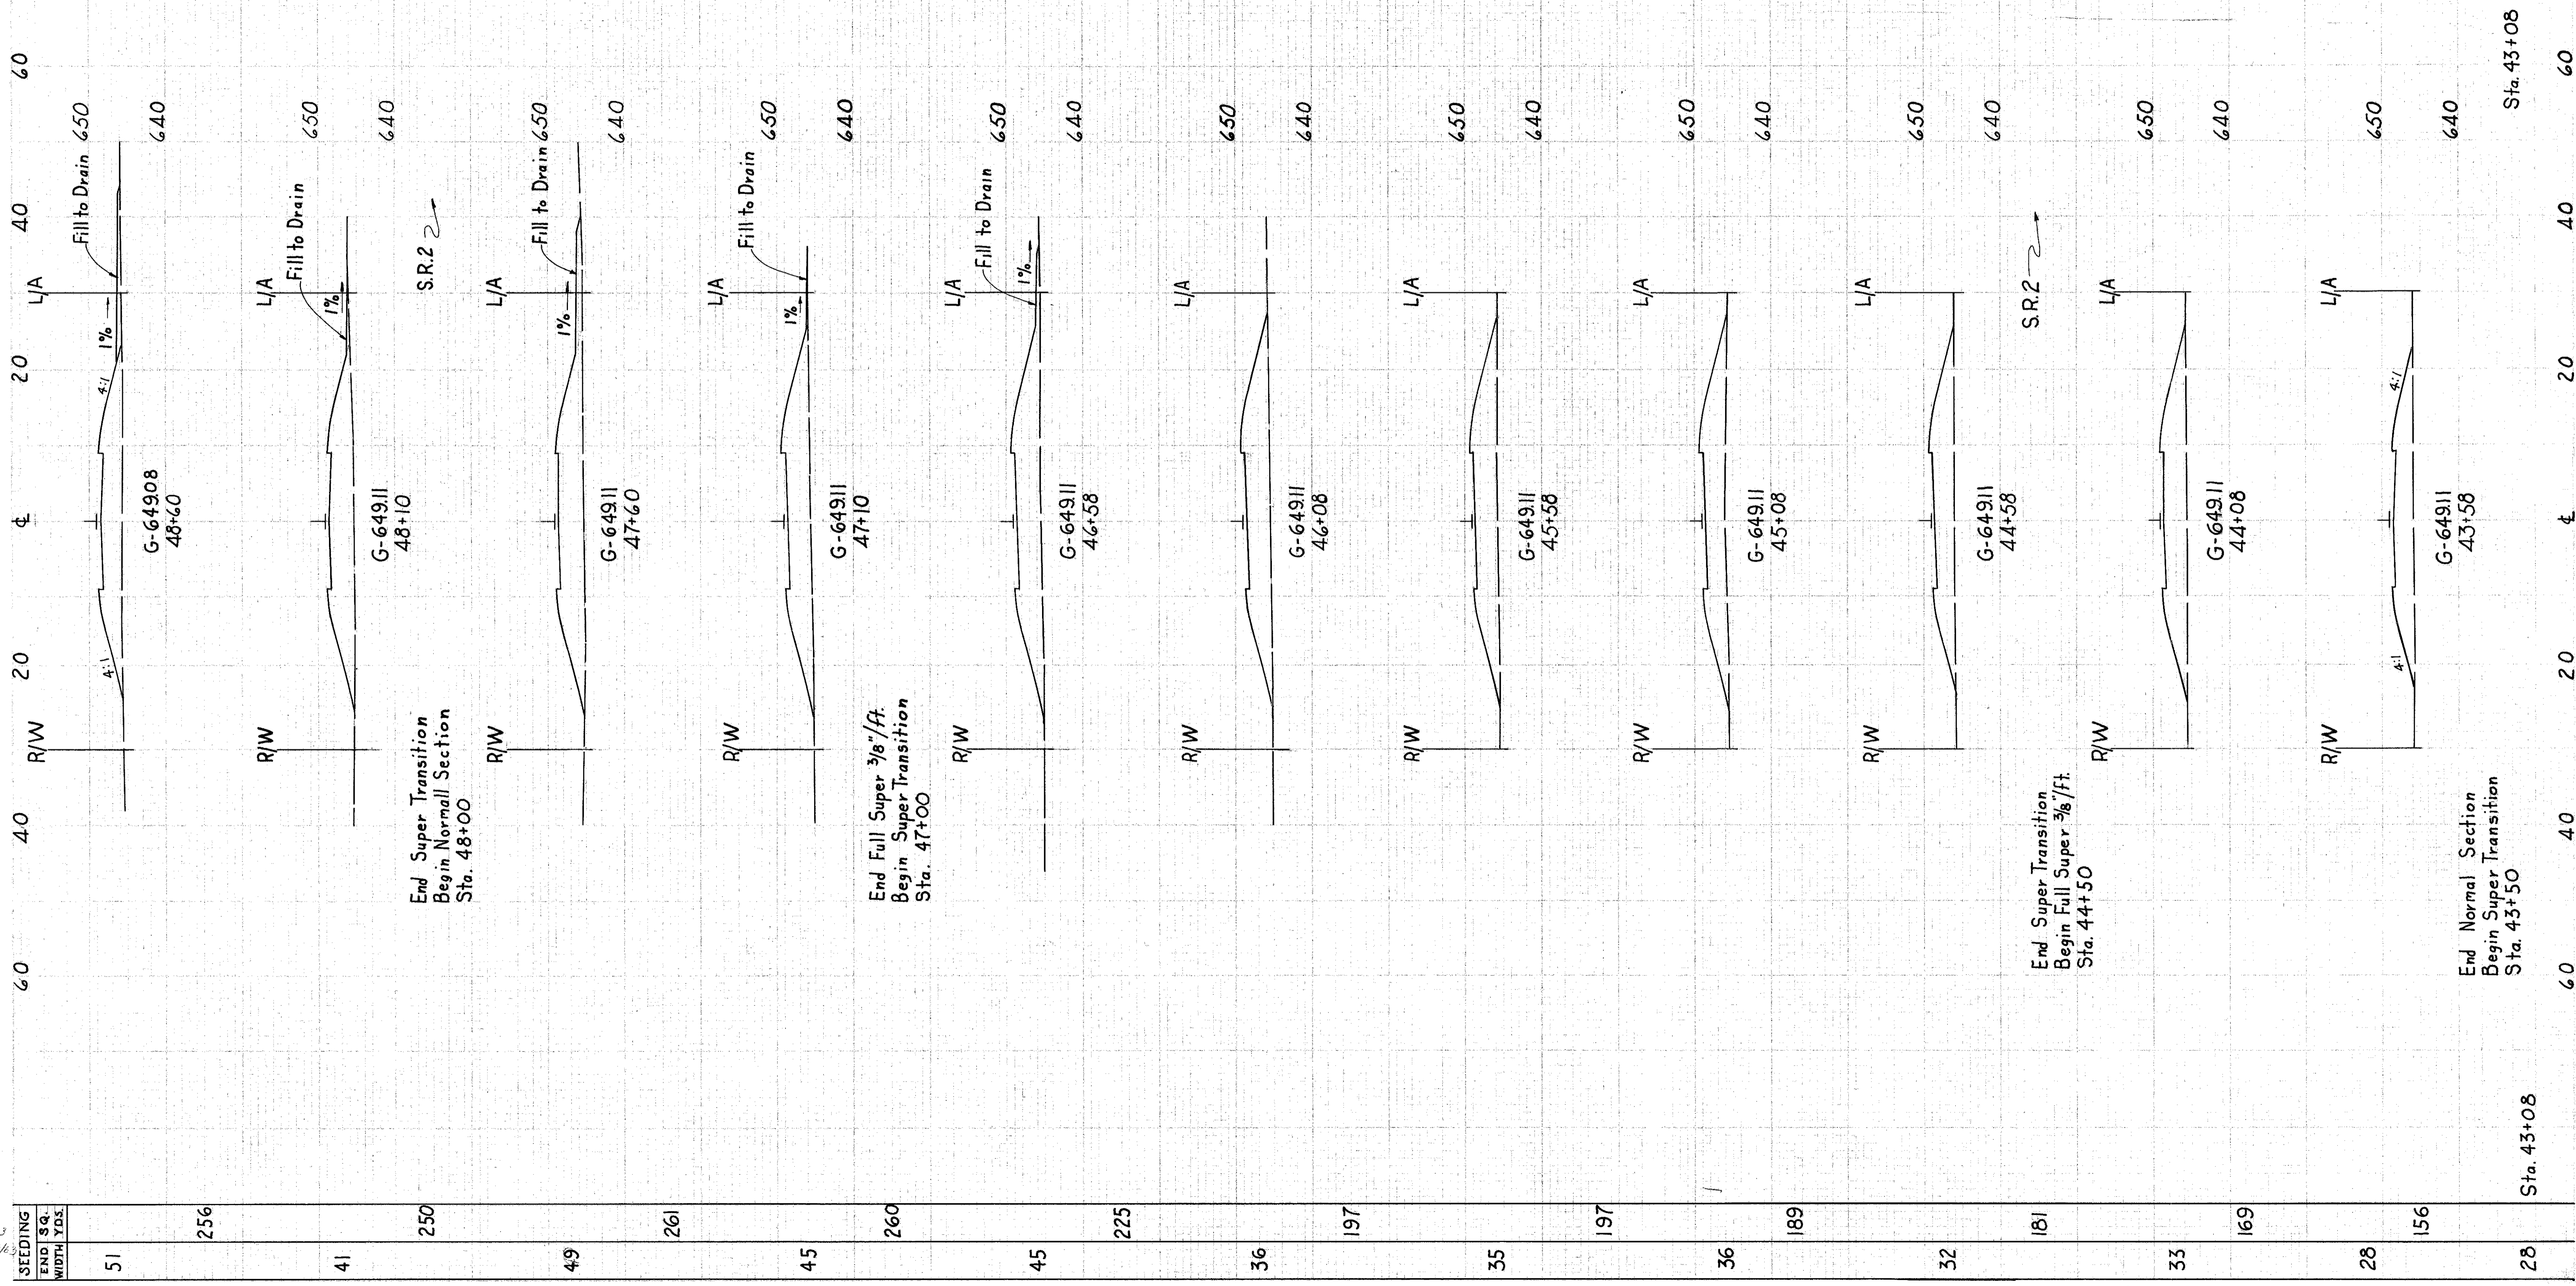 SEEDING
END WIDTH
SQ. YDS.
60
40
20
℄
20
40
60
51
R/W
4:1
G-649.08
48+60
4:1
1%
L/A
Fill to Drain
650
640
256
41
R/W
G-649.11
48+10
1%
L/A
Fill to Drain
650
640
250
End Super Transition
Begin Normall Section
Sta. 48+00
S.R.2
49
R/W
G-649.11
47+60
1%
L/A
Fill to Drain
650
640
261
45
R/W
G-649.11
47+10
1%
L/A
Fill to Drain
650
640
260
End Full Super 3/8"/ft.
Begin Super Transition
Sta. 47+00
45
R/W
G-649.11
46+58
1%
L/A
Fill to Drain
650
640
225
36
R/W
G-649.11
46+08
L/A
650
640
197
35
R/W
G-649.11
45+58
L/A
650
640
197
36
R/W
G-649.11
45+08
L/A
650
640
189
32
R/W
G-649.11
44+58
L/A
650
640
181
End Super Transition
Begin Full Super 3/8"/ft.
Sta. 44+50
S.R.2
33
R/W
G-649.11
44+08
L/A
650
640
169
28
R/W
4:1
G-649.11
43+58
4:1
L/A
650
640
156
End Normal Section
Begin Super Transition
Sta. 43+50
28
Sta. 43+08
Sta. 43+08
60
40
20
℄
20
40
60